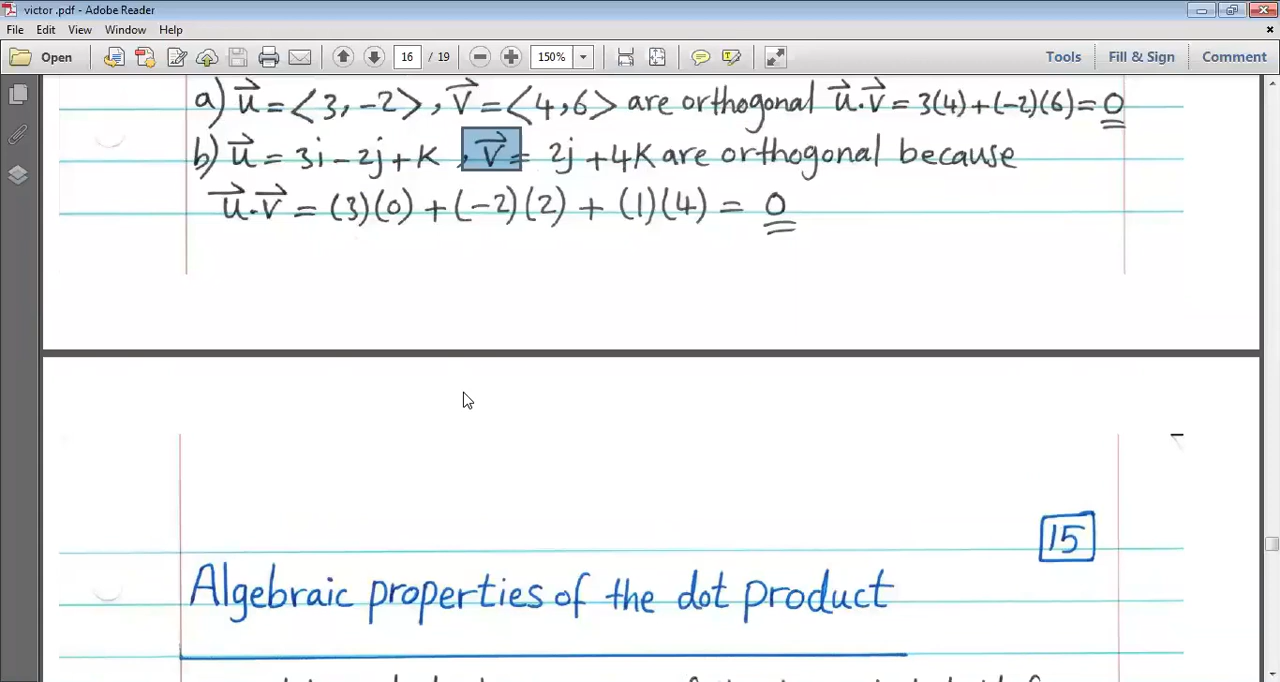 victor .pdf - Adobe Reader
File Edit View Window Help
Open 16 / 19 150% Tools Fill & Sign Comment
a) u⃗ = <3, -2>, v⃗ = <4, 6> are orthogonal u⃗.v⃗ = 3(4) + (-2)(6) = 0
b) u⃗ = 3i - 2j + k, v⃗ = 2j + 4k are orthogonal because
u⃗.v⃗ = (3)(0) + (-2)(2) + (1)(4) = 0
15
Algebraic properties of the dot product